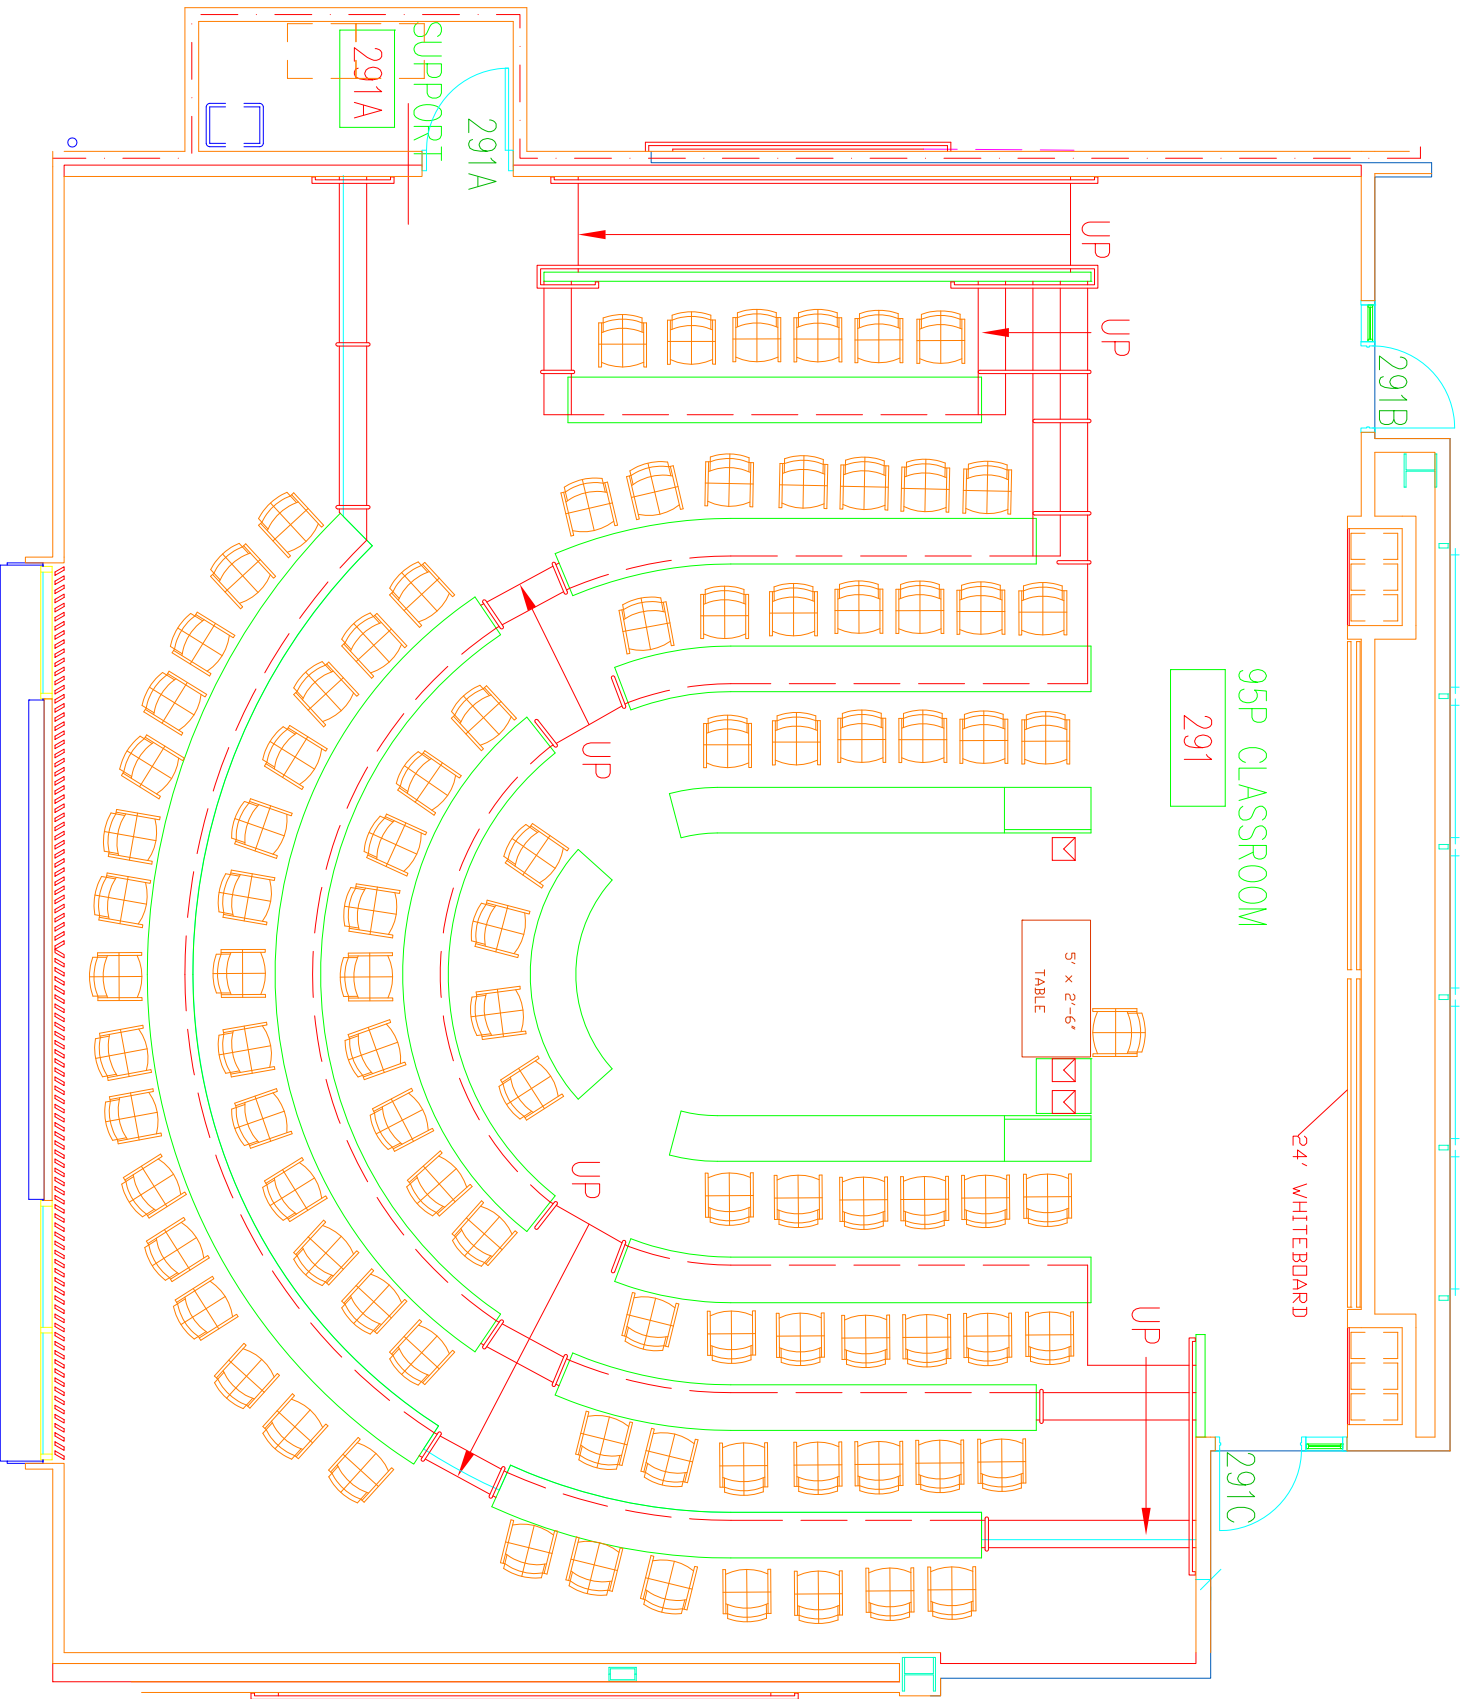 SUPPORT
291A
291A
UP
UP
291B
95P CLASSROOM
291
UP
5' x 2'-6"
TABLE
24' WHITEBOARD
UP
UP
291C